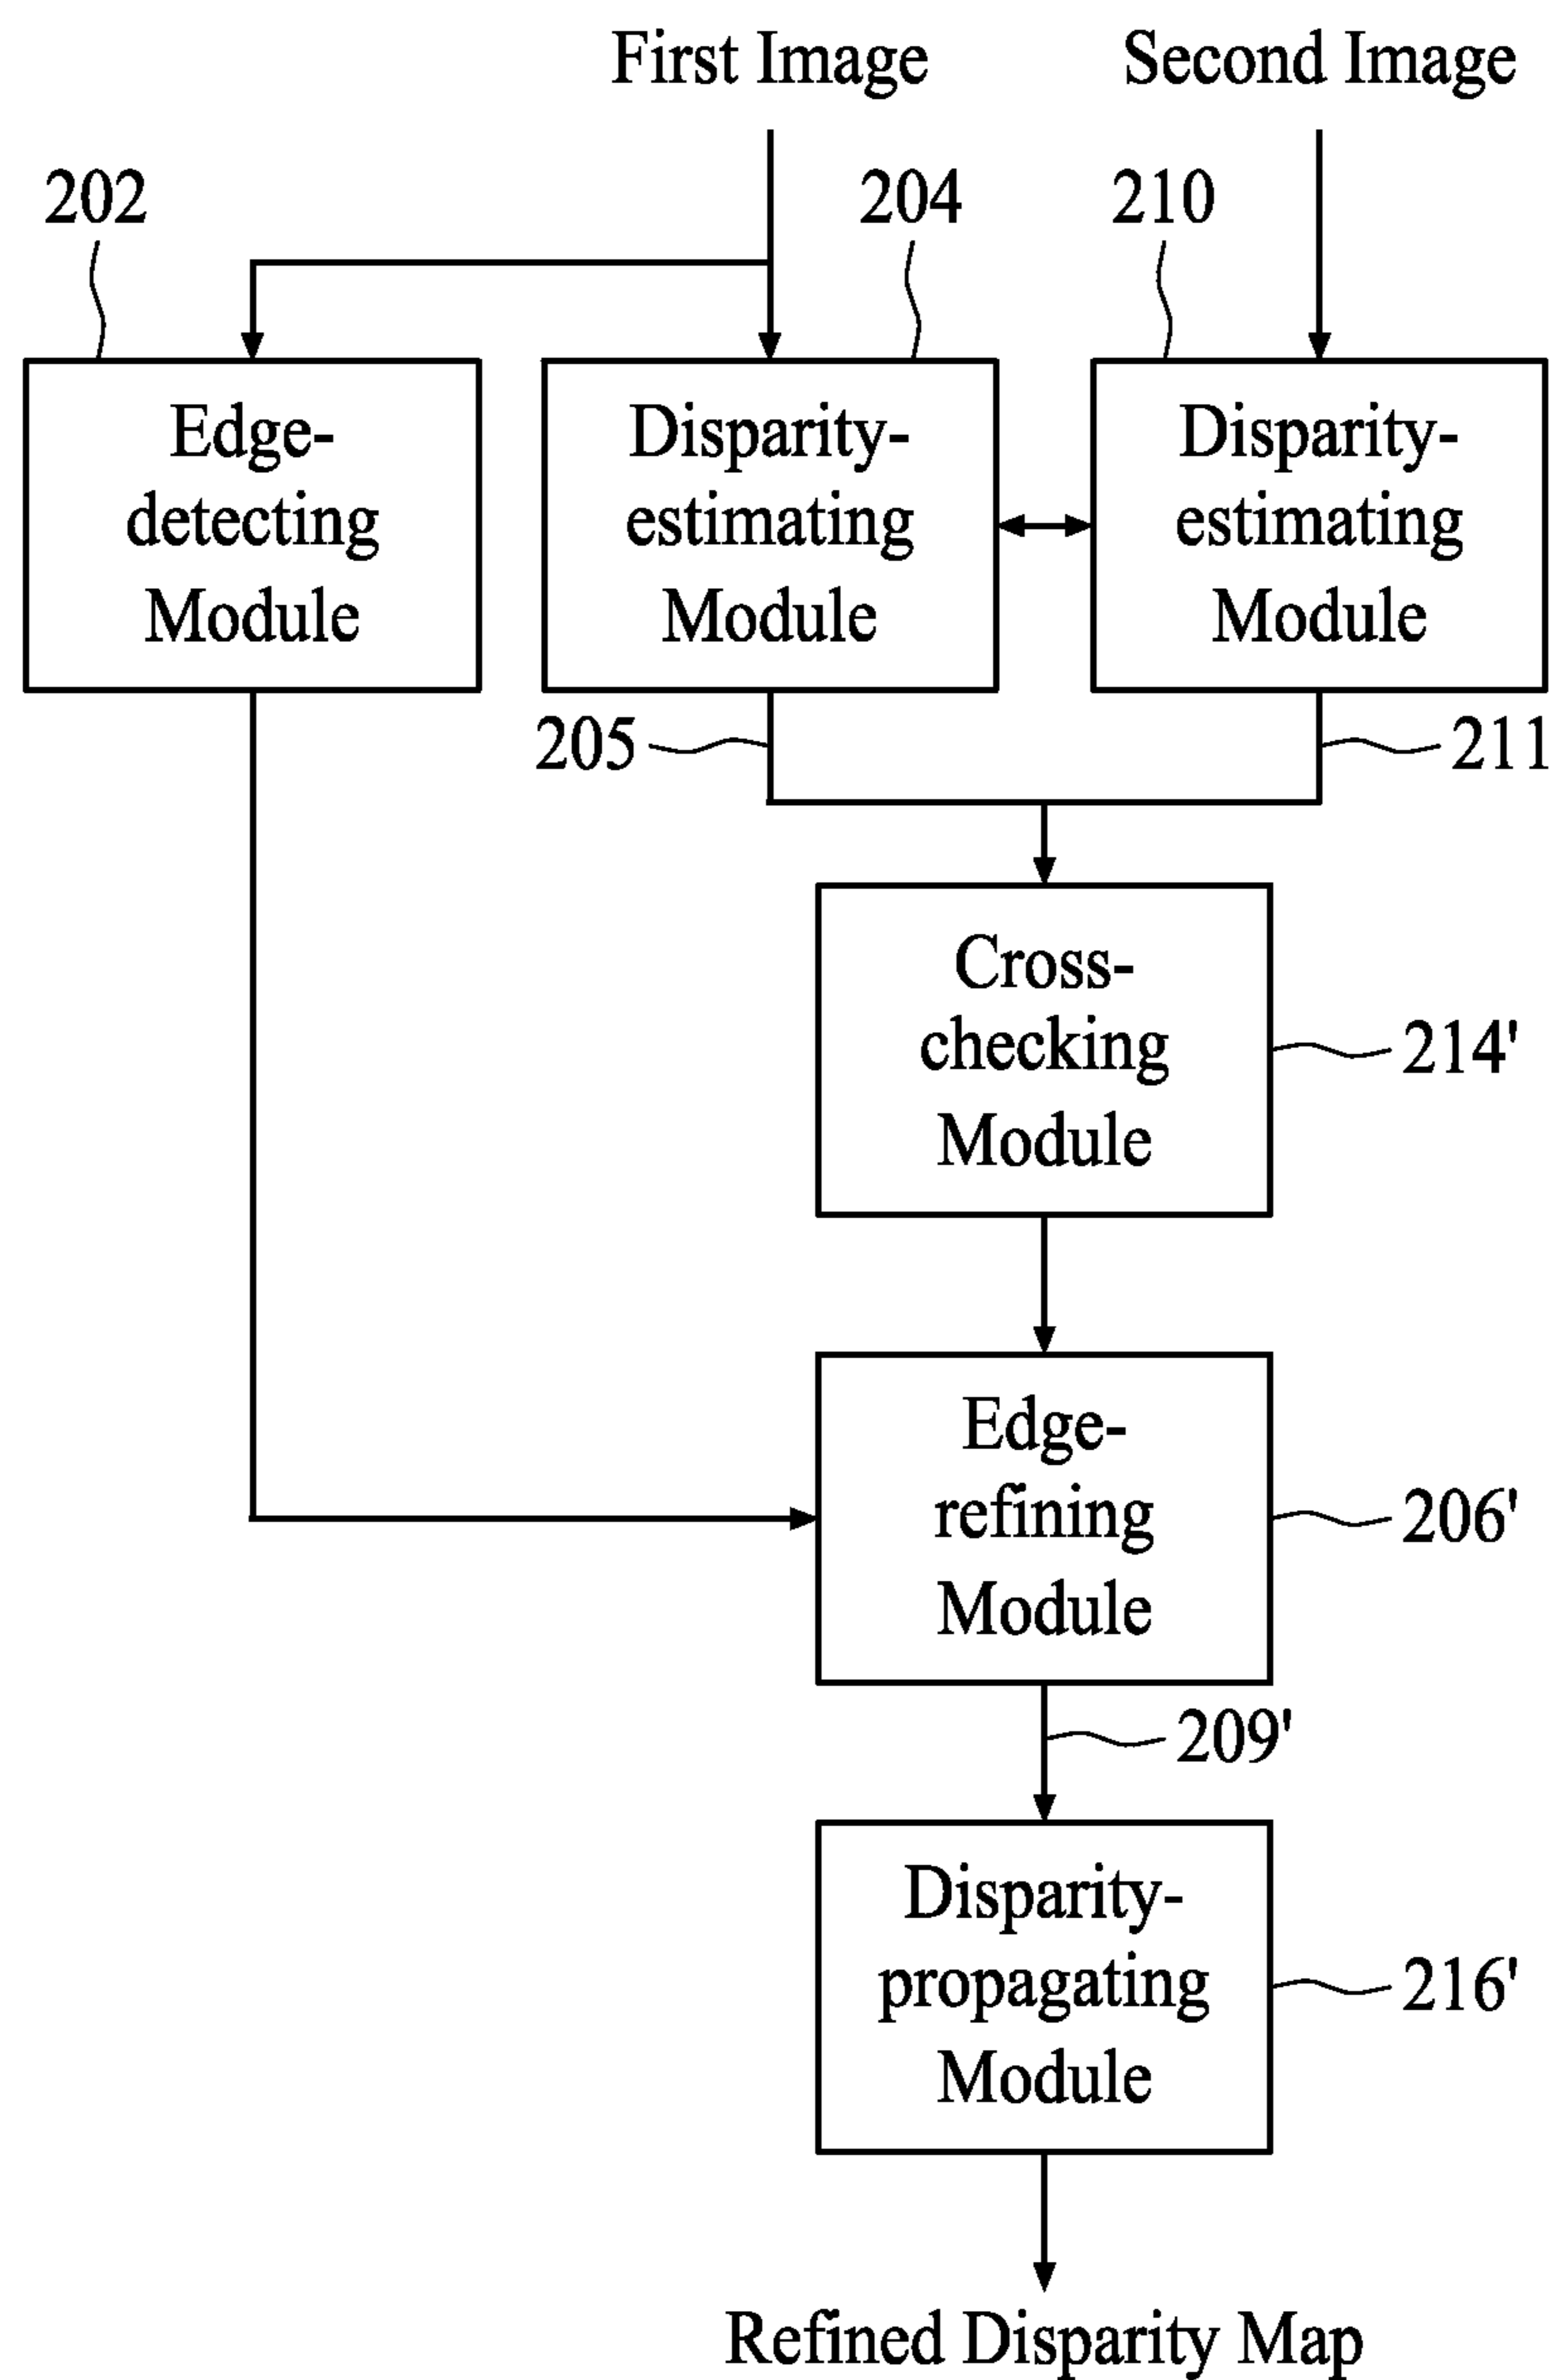 First Image
Second Image
202
204
210
Edge-
detecting
Module
Disparity-
estimating
Module
Disparity-
estimating
Module
205
211
Cross-
checking
Module
214'
Edge-
refining
Module
206'
209'
Disparity-
propagating
Module
216'
Refined Disparity Map